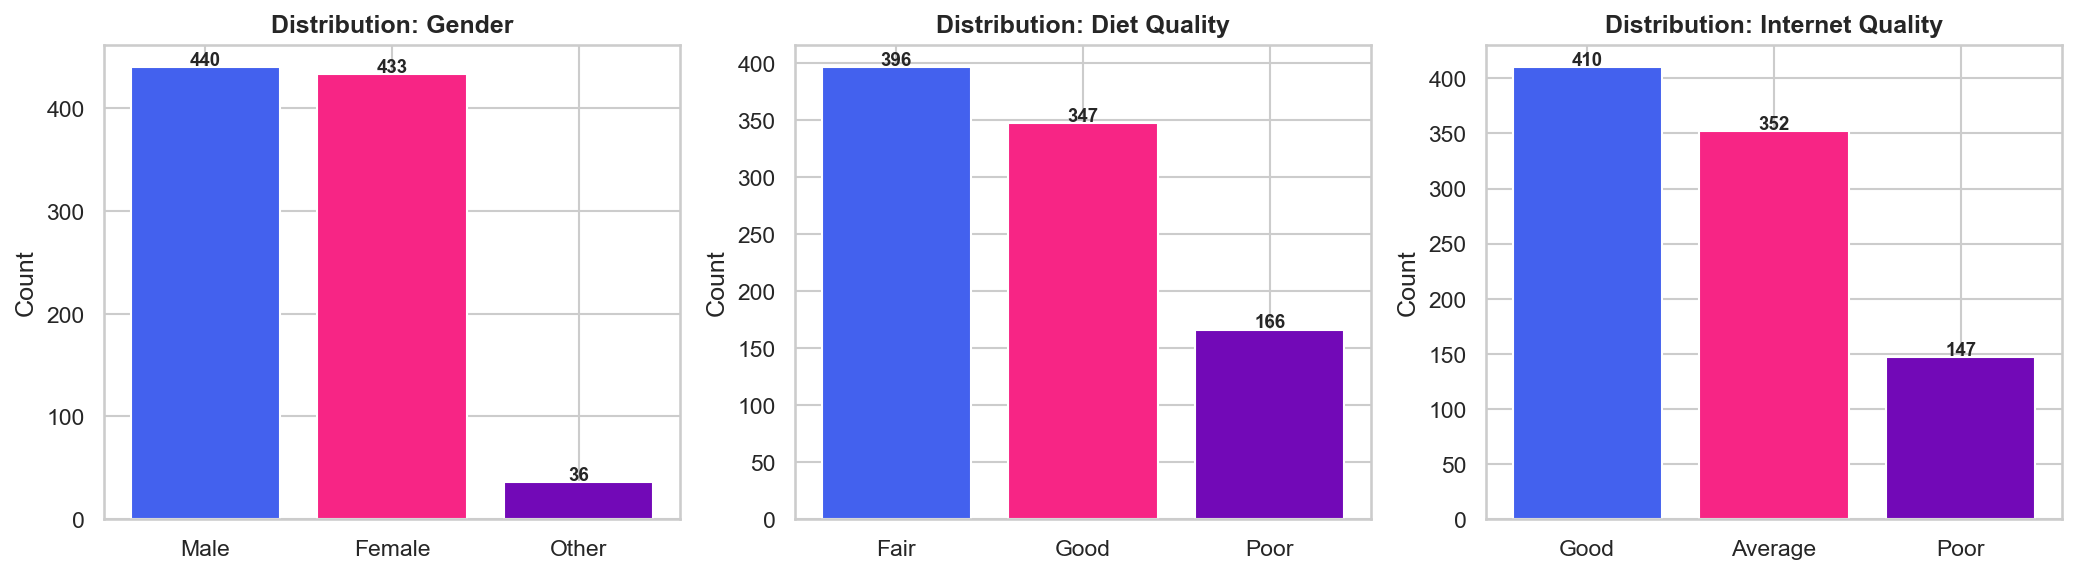 Distribution: Gender
Count
400
300
200
100
0
440
433
36
Male
Female
Other
Distribution: Diet Quality
Count
400
350
300
250
200
150
100
50
0
396
347
166
Fair
Good
Poor
Distribution: Internet Quality
Count
400
350
300
250
200
150
100
50
0
410
352
147
Good
Average
Poor